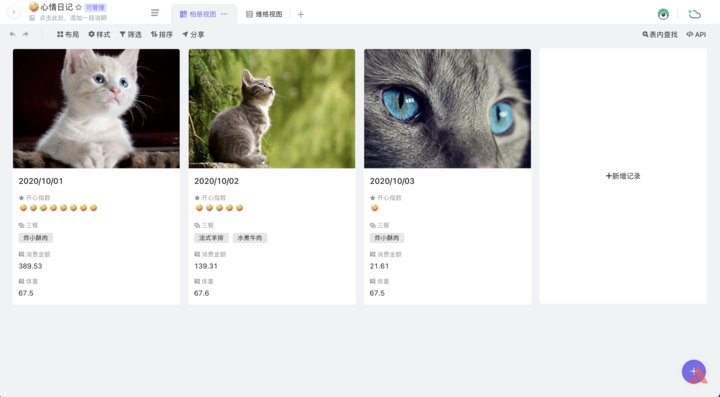 心情日记 可管理
点击此处，添加一段说明
相册视图
维格视图
布局 样式 筛选 排序 分享
表内查找 API
2020/10/01
开心指数
三餐
炸小酥肉
消费金额
389.53
体重
67.5
2020/10/02
开心指数
三餐
法式羊排 水煮牛肉
消费金额
139.31
体重
67.6
2020/10/03
开心指数
三餐
炸小酥肉
消费金额
21.61
体重
67.5
新增记录